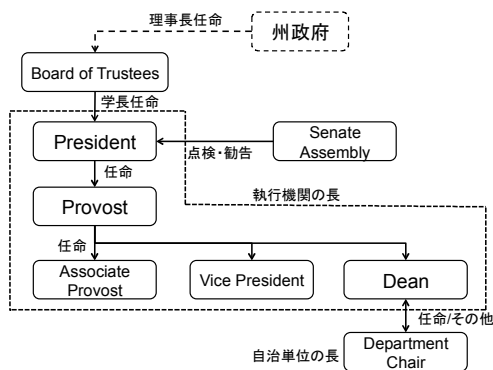 理事長任命
州政府
Board of Trustees
学長任命
President
Senate
Assembly
点検・勧告
任命
執行機関の長
Provost
任命
Associate
Provost
Vice President
Dean
任命/その他
自治単位の長
Department
Chair